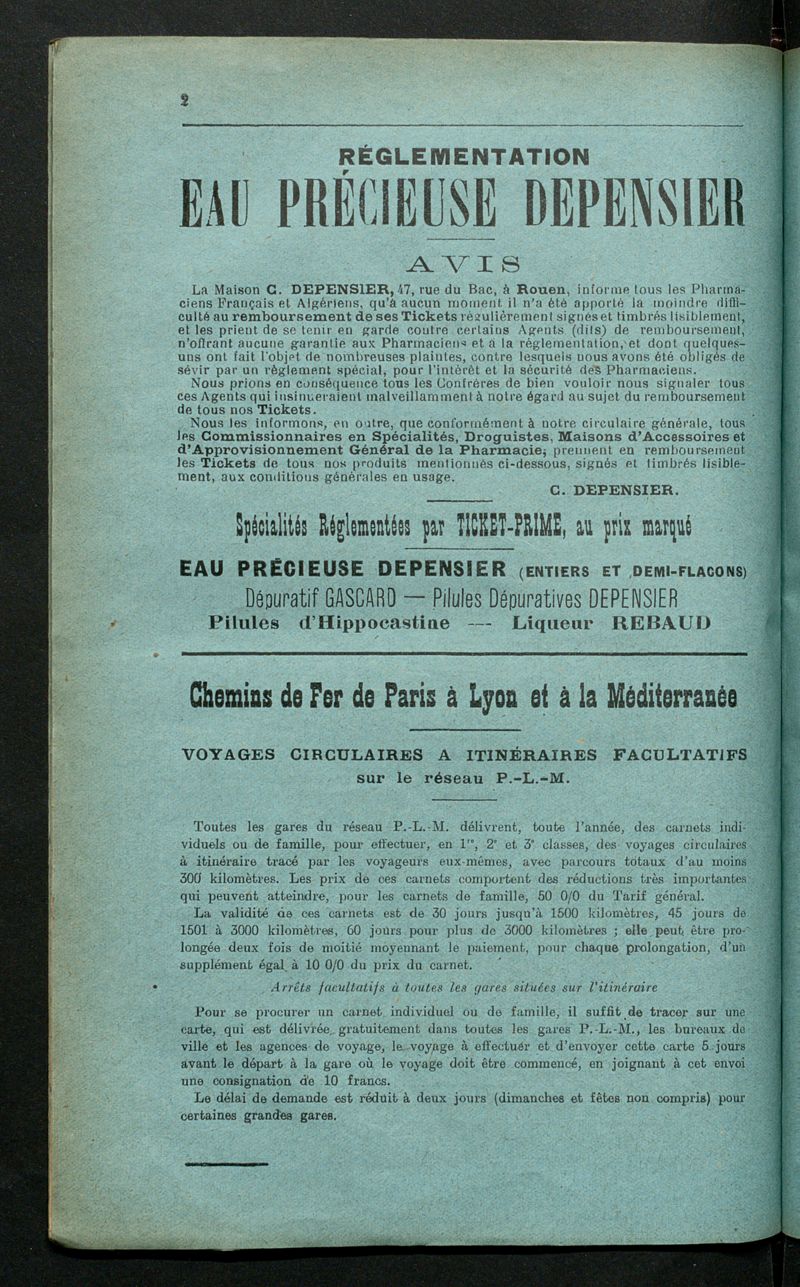 2
RÉGLEMENTATION
EAU PRÉCIEUSE DEPENSIER
AVIS
La Maison C. DEPENSIER, 47, rue du Bac, à Rouen, informe tous les Pharma-
ciens Français et Algériens, qu'à aucun moment il n'a été apporté la moindre diffi-
culté au remboursement de ses Tickets régulièrement signés et timbrés lisiblement,
et les prient de se tenir en garde contre certains Agents (dits) de remboursement,
n'offrant aucune garantie aux Pharmaciens et à la réglementation, et dont quelques-
uns ont fait l'objet de nombreuses plaintes, contre lesquels nous avons été obligés de
sévir par un règlement spécial, pour l'intérêt et la sécurité des Pharmaciens.
Nous prions en conséquence tous les Confrères de bien vouloir nous signaler tous
ces Agents qui insinueraient malveillamment à notre égard au sujet du remboursement
de tous nos Tickets.
Nous les informons, en outre, que conformément à notre circulaire générale, tous
les Commissionnaires en Spécialités, Droguistes, Maisons d'Accessoires et
d'Approvisionnement Général de la Pharmacie, prennent en remboursement
les Tickets de tous nos produits mentionnés ci-dessous, signés et timbrés lisible-
ment, aux conditions générales en usage.
C. DEPENSIER.
Spécialités Réglementées par TICKET-PRIME, au prix marqué
EAU PRÉCIEUSE DEPENSIER (ENTIERS ET DEMI-FLACONS)
Dépuratif GASCARD — Pilules Dépuratives DEPENSIER
Pilules d'Hippocastine — Liqueur REBAUD
Chemins de Fer de Paris à Lyon et à la Méditerranée
VOYAGES CIRCULAIRES A ITINÉRAIRES FACULTATIFS
sur le réseau P.-L.-M.
Toutes les gares du réseau P.-L.-M. délivrent, toute l'année, des carnets indi-
viduels ou de famille, pour effectuer, en 1re, 2e et 3e classes, des voyages circulaires
à itinéraire tracé par les voyageurs eux-mêmes, avec parcours totaux d'au moins
300 kilomètres. Les prix de ces carnets comportent des réductions très importantes
qui peuvent atteindre, pour les carnets de famille, 50 0/0 du Tarif général.
La validité de ces carnets est de 30 jours jusqu'à 1500 kilomètres, 45 jours de
1501 à 3000 kilomètres, 60 jours pour plus de 3000 kilomètres ; elle peut être pro-
longée deux fois de moitié moyennant le paiement, pour chaque prolongation, d'un
supplément égal à 10 0/0 du prix du carnet.
Arrêts facultatifs à toutes les gares situées sur l'itinéraire
Pour se procurer un carnet individuel ou de famille, il suffit de tracer sur une
carte, qui est délivrée gratuitement dans toutes les gares P.-L.-M., les bureaux de
ville et les agences de voyage, le voyage à effectuer et d'envoyer cette carte 5 jours
avant le départ à la gare où le voyage doit être commencé, en joignant à cet envoi
une consignation de 10 francs.
Le délai de demande est réduit à deux jours (dimanches et fêtes non compris) pour
certaines grandes gares.